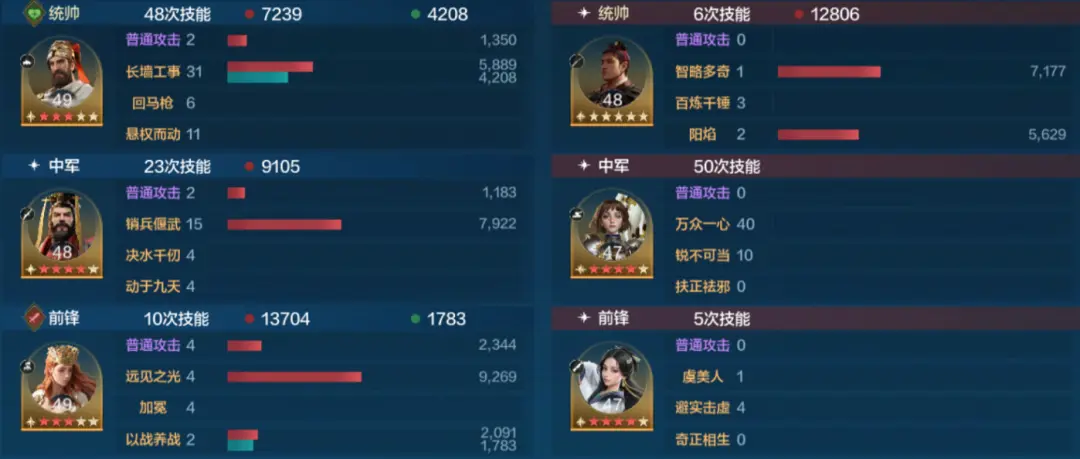 统帅 48次技能 7239 4208
普通攻击 2 1,350
49
长墙工事 31 5,889
4,208
回马枪 6
悬权而动 11
统帅 6次技能 12806
普通攻击 0
48
智略多奇 1 7,177
百炼千锤 3
阳焰 2 5,629
中军 23次技能 9105
普通攻击 2 1,183
48
销兵偃武 15 7,922
决水千仞 4
动于九天 4
中军 50次技能
普通攻击 0
47
万众一心 40
锐不可当 10
扶正祛邪 0
前锋 10次技能 13704 1783
普通攻击 4 2,344
49
远见之光 4 9,269
加冕 4
以战养战 2 2,091
1,783
前锋 5次技能
普通攻击 0
47
虞美人 1
避实击虚 4
奇正相生 0